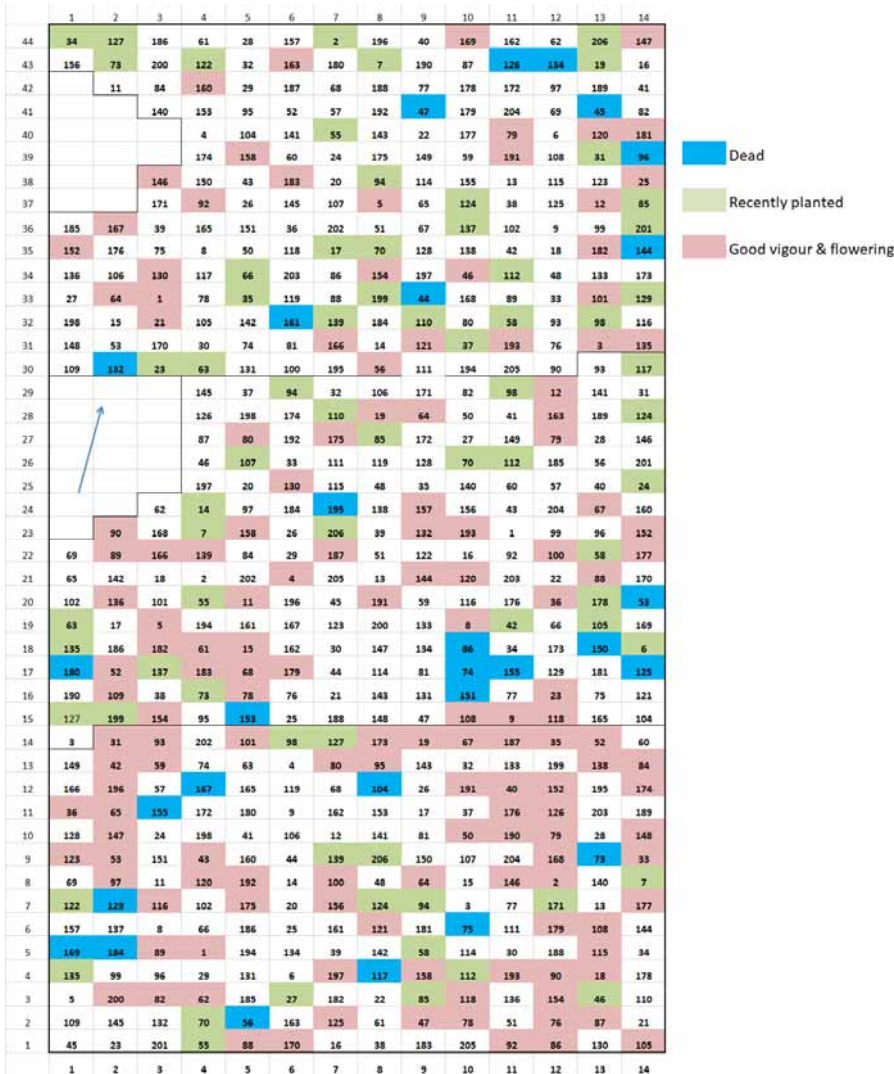 1 2 3 4 5 6 7 8 9 10 11 12 13 14
44 34 127 186 61 28 157 2 196 40 169 162 62 206 147
43 156 73 200 122 32 163 180 7 190 87 126 134 19 16
42 11 84 160 29 187 68 188 77 178 172 97 189 41
41 140 153 95 52 57 192 47 179 204 69 45 82
40 4 104 141 55 143 22 177 79 6 120 181
39 174 158 60 24 175 149 59 191 108 31 96
Dead
38 146 150 43 183 20 94 114 155 13 115 123 25
37 171 92 26 145 107 5 65 124 38 125 12 85
Recently planted
36 185 167 39 165 151 36 202 51 67 137 102 9 99 201
35 152 176 75 8 50 118 17 70 128 138 42 18 182 144
Good vigour & flowering
34 136 106 130 117 66 203 86 154 197 46 112 48 133 173
33 27 64 1 78 35 119 88 199 44 168 89 33 101 129
32 198 15 21 105 142 161 139 184 110 80 58 93 98 116
31 148 53 170 30 74 81 166 14 121 37 193 76 3 135
30 109 132 23 63 131 100 195 56 111 194 205 90 93 117
29 145 37 94 32 106 171 82 98 12 141 31
28 126 198 174 110 19 64 50 41 163 189 124
27 87 80 192 175 85 172 27 149 79 28 146
26 46 107 33 111 119 128 70 112 185 56 201
25 197 20 130 115 48 35 140 60 57 40 24
24 62 14 97 184 195 138 157 156 43 204 67 160
23 90 168 7 158 26 206 39 132 193 1 99 96 152
22 69 89 166 139 84 29 187 51 122 16 92 100 58 177
21 65 142 18 2 202 4 205 13 144 120 203 22 88 170
20 102 136 101 55 11 196 45 191 59 116 176 36 178 53
19 63 17 5 194 161 167 123 200 133 8 42 66 105 169
18 135 186 182 61 15 162 30 147 134 86 34 173 150 6
17 180 52 137 183 68 179 44 114 81 74 155 129 181 125
16 190 109 38 73 78 76 21 143 131 151 77 23 75 121
15 127 199 154 95 153 25 188 148 47 108 9 118 165 104
14 3 31 93 202 101 98 127 173 19 67 187 35 52 60
13 149 42 59 74 63 4 80 95 143 32 133 199 138 84
12 166 196 57 167 165 119 68 104 26 191 40 152 195 174
11 36 65 155 172 180 9 162 153 17 37 176 126 203 189
10 128 147 24 198 41 106 12 141 81 50 190 79 28 148
9 123 53 151 43 160 44 139 206 150 107 204 168 73 33
8 69 97 11 120 192 14 100 48 64 15 146 2 140 7
7 122 129 116 102 175 20 156 124 94 3 77 171 13 177
6 157 137 8 66 186 25 161 121 181 75 111 179 108 144
5 169 184 89 1 194 134 39 142 58 114 30 188 115 34
4 135 99 96 29 131 6 197 117 158 112 193 90 18 178
3 5 200 82 62 185 27 182 22 85 118 136 154 46 110
2 109 145 132 70 56 163 125 61 47 78 51 76 87 21
1 45 23 201 55 88 170 16 38 183 205 92 86 130 105
1 2 3 4 5 6 7 8 9 10 11 12 13 14